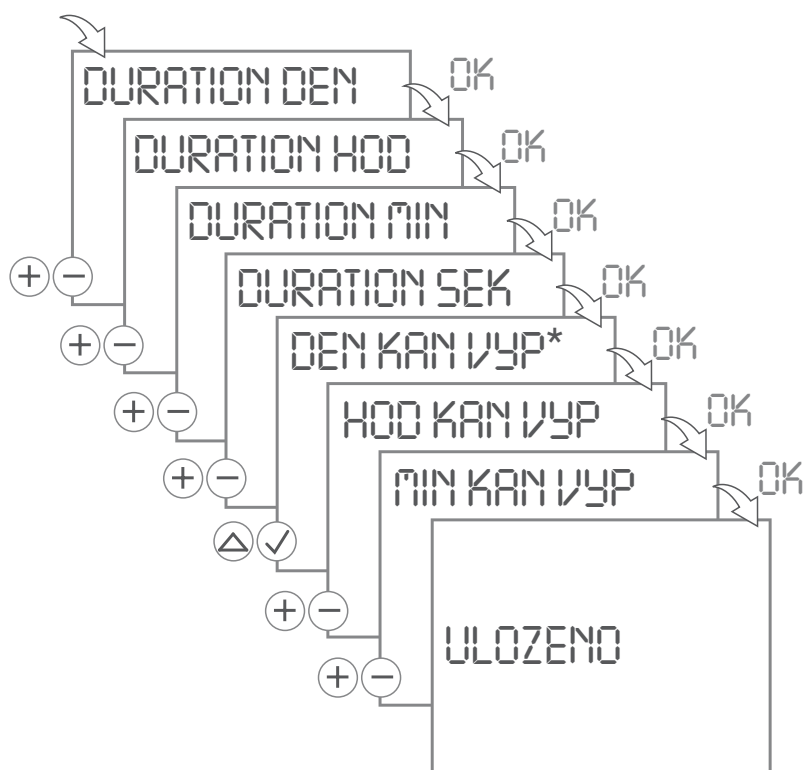 DURATION DEN
OK
DURATION HOD
OK
DURATION MIN
OK
DURATION SEK
OK
DEN KAN VYP*
OK
HOD KAN VYP
OK
MIN KAN VYP
OK
ULOZENO